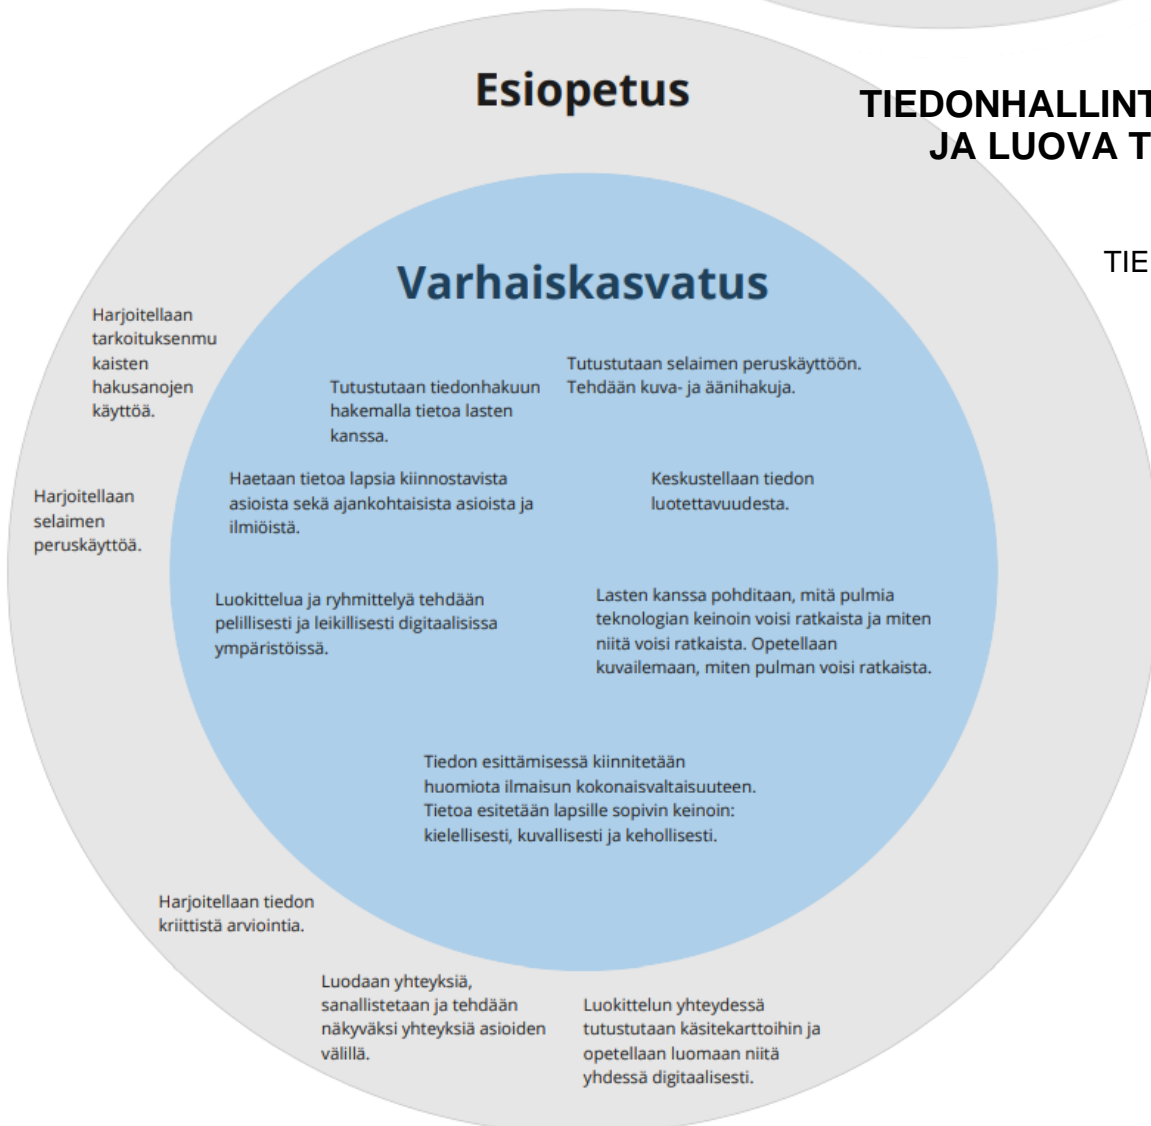 Esiopetus
TIEDONHALLINT
JA LUOVA T
TIE
Varhaiskasvatus
Harjoitellaan
tarkoituksenmu
kaisten
hakusanojen
käyttöä.
Tutustutaan tiedonhakuun
hakemalla tietoa lasten
kanssa.
Tutustutaan selaimen peruskäyttöön.
Tehdään kuva- ja äänihakuja.
Harjoitellaan
selaimen
peruskäyttöä.
Haetaan tietoa lapsia kiinnostavista
asioista sekä ajankohtaisista asioista ja
ilmiöistä.
Keskustellaan tiedon
luotettavuudesta.
Luokittelua ja ryhmittelyä tehdään
pelillisesti ja leikillisesti digitaalisissa
ympäristöissä.
Lasten kanssa pohditaan, mitä pulmia
teknologian keinoin voisi ratkaista ja miten
niitä voisi ratkaista. Opetellaan
kuvailemaan, miten pulman voisi ratkaista.
Tiedon esittämisessä kiinnitetään
huomiota ilmaisun kokonaisvaltaisuuteen.
Tietoa esitetään lapsille sopivin keinoin:
kielellisesti, kuvallisesti ja kehollisesti.
Harjoitellaan tiedon
kriittistä arviointia.
Luodaan yhteyksiä,
sanallistetaan ja tehdään
näkyväksi yhteyksiä asioiden
välillä.
Luokittelun yhteydessä
tutustutaan käsitekarttoihin ja
opetellaan luomaan niitä
yhdessä digitaalisesti.